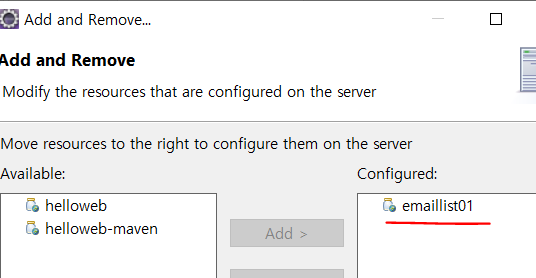 Add and Remove...
Add and Remove
Modify the resources that are configured on the server
Move resources to the right to configure them on the server
Available:
Configured:
helloweb
helloweb-maven
Add >
emaillist01